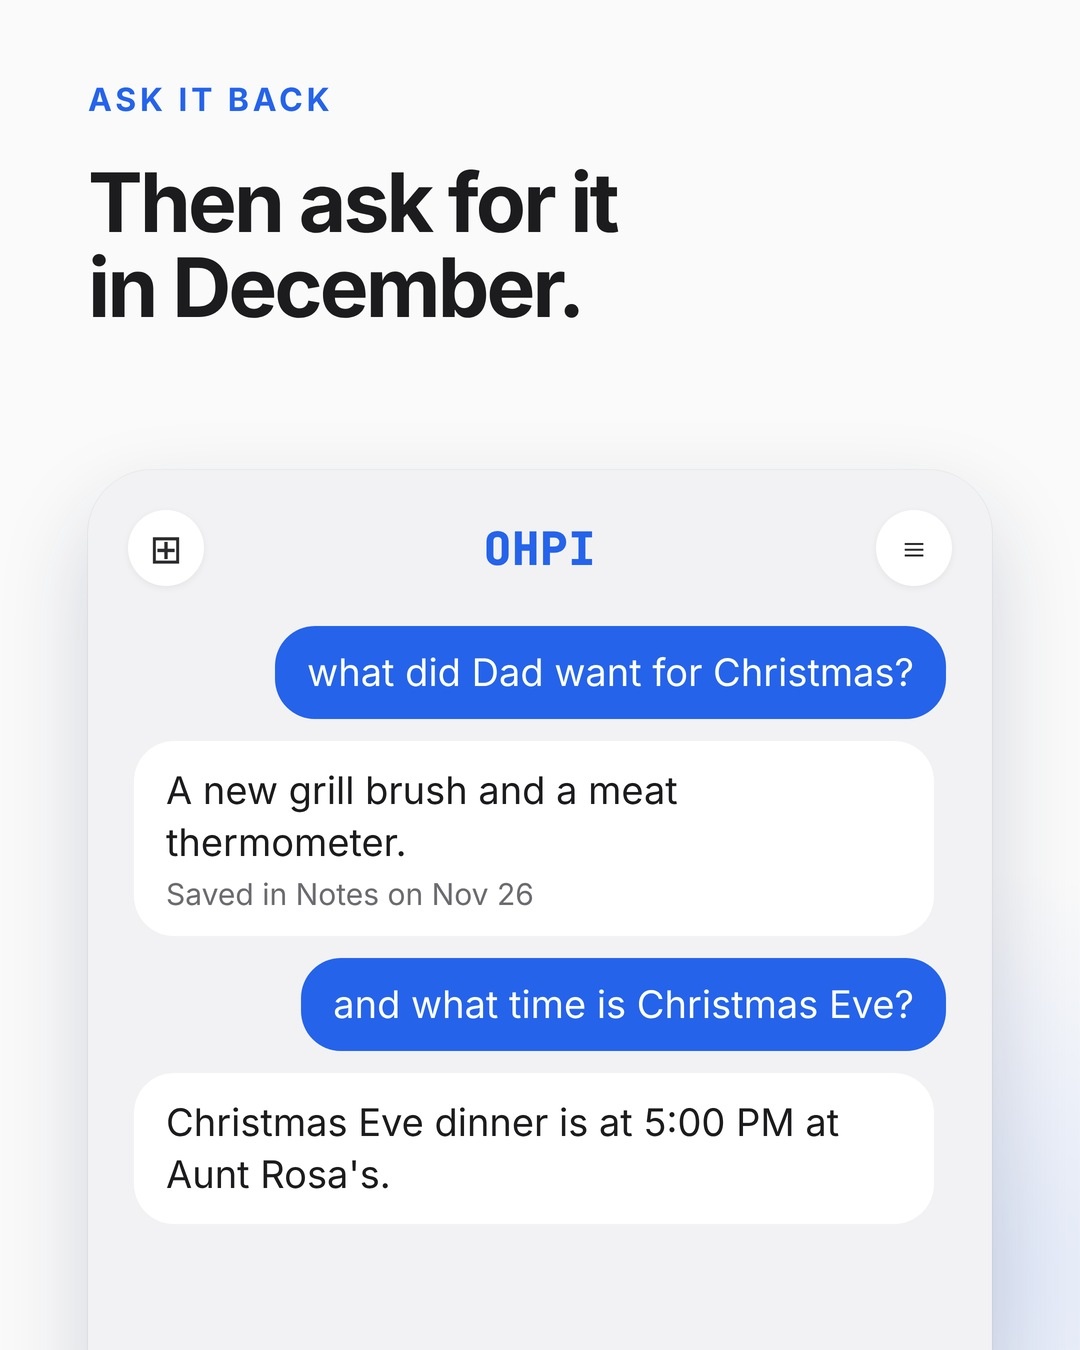 ASK IT BACK
Then ask for it
in December.
OHPI
what did Dad want for Christmas?
A new grill brush and a meat
thermometer.
Saved in Notes on Nov 26
and what time is Christmas Eve?
Christmas Eve dinner is at 5:00 PM at
Aunt Rosa's.